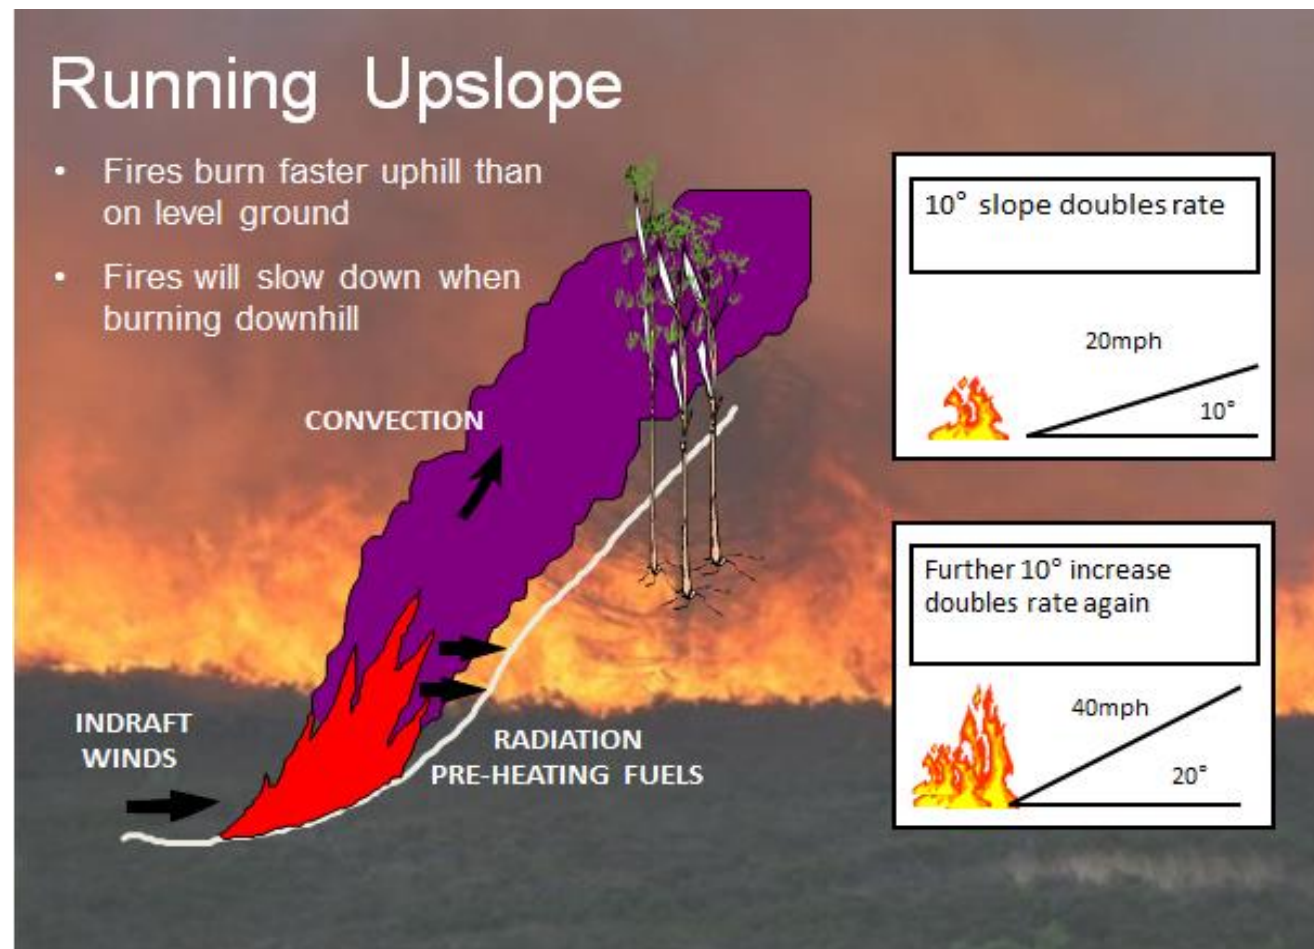 Running Upslope
• Fires burn faster uphill than
on level ground
• Fires will slow down when
burning downhill
CONVECTION
INDRAFT
WINDS
RADIATION
PRE-HEATING FUELS
10° slope doubles rate
20mph
10°
Further 10° increase
doubles rate again
40mph
20°